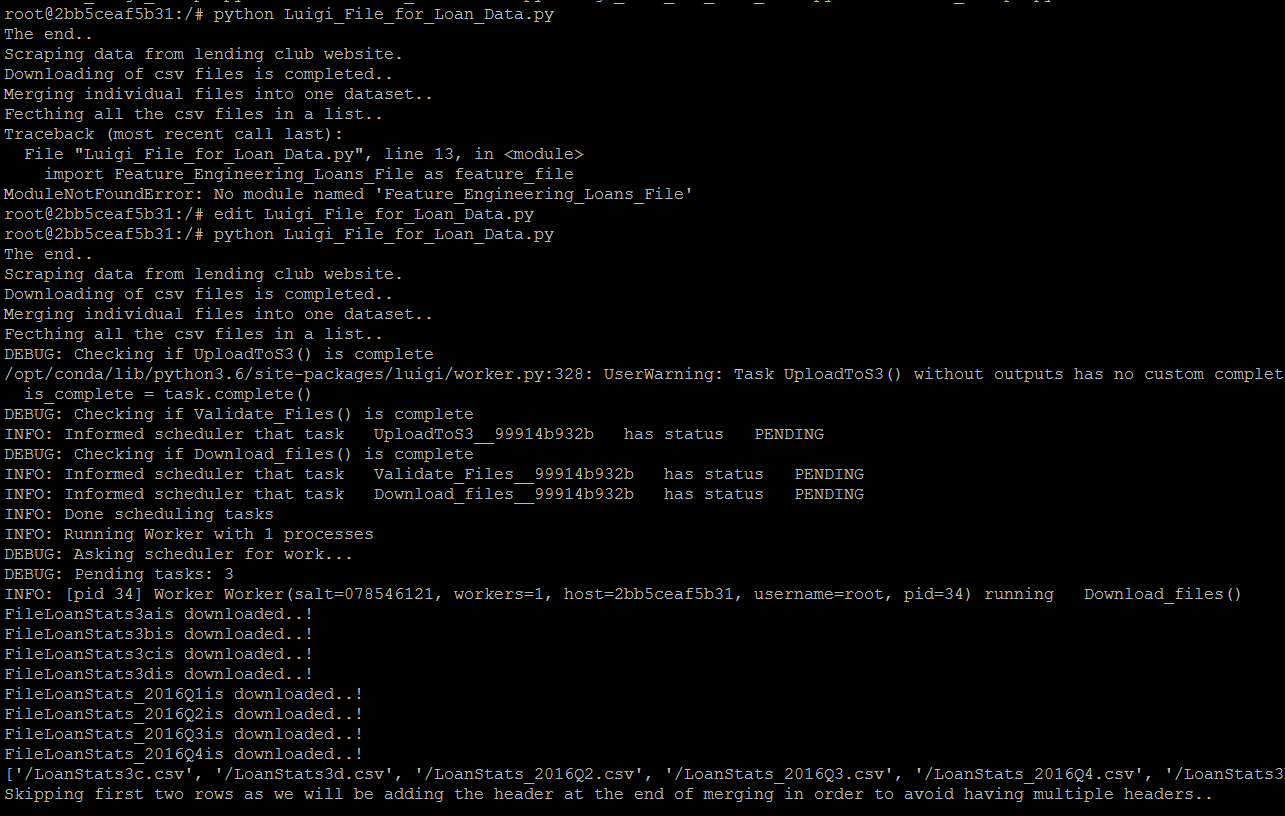 root@2bb5ceaf5b31:/# python Luigi_File_for_Loan_Data.py
The end..
Scraping data from lending club website.
Downloading of csv files is completed..
Merging individual files into one dataset..
Fecthing all the csv files in a list..
Traceback (most recent call last):
  File "Luigi_File_for_Loan_Data.py", line 13, in <module>
    import Feature_Engineering_Loans_File as feature_file
ModuleNotFoundError: No module named 'Feature_Engineering_Loans_File'
root@2bb5ceaf5b31:/# edit Luigi_File_for_Loan_Data.py
root@2bb5ceaf5b31:/# python Luigi_File_for_Loan_Data.py
The end..
Scraping data from lending club website.
Downloading of csv files is completed..
Merging individual files into one dataset..
Fecthing all the csv files in a list..
DEBUG: Checking if UploadToS3() is complete
/opt/conda/lib/python3.6/site-packages/luigi/worker.py:328: UserWarning: Task UploadToS3() without outputs has no custom complet
  is_complete = task.complete()
DEBUG: Checking if Validate_Files() is complete
INFO: Informed scheduler that task   UploadToS3__99914b932b   has status   PENDING
DEBUG: Checking if Download_files() is complete
INFO: Informed scheduler that task   Validate_Files__99914b932b   has status   PENDING
INFO: Informed scheduler that task   Download_files__99914b932b   has status   PENDING
INFO: Done scheduling tasks
INFO: Running Worker with 1 processes
DEBUG: Asking scheduler for work...
DEBUG: Pending tasks: 3
INFO: [pid 34] Worker Worker(salt=078546121, workers=1, host=2bb5ceaf5b31, username=root, pid=34) running   Download_files()
FileLoanStats3ais downloaded..!
FileLoanStats3bis downloaded..!
FileLoanStats3cis downloaded..!
FileLoanStats3dis downloaded..!
FileLoanStats_2016Q1is downloaded..!
FileLoanStats_2016Q2is downloaded..!
FileLoanStats_2016Q3is downloaded..!
FileLoanStats_2016Q4is downloaded..!
['/LoanStats3c.csv', '/LoanStats3d.csv', '/LoanStats_2016Q2.csv', '/LoanStats_2016Q3.csv', '/LoanStats_2016Q4.csv', '/LoanStats3
Skipping first two rows as we will be adding the header at the end of merging in order to avoid having multiple headers..